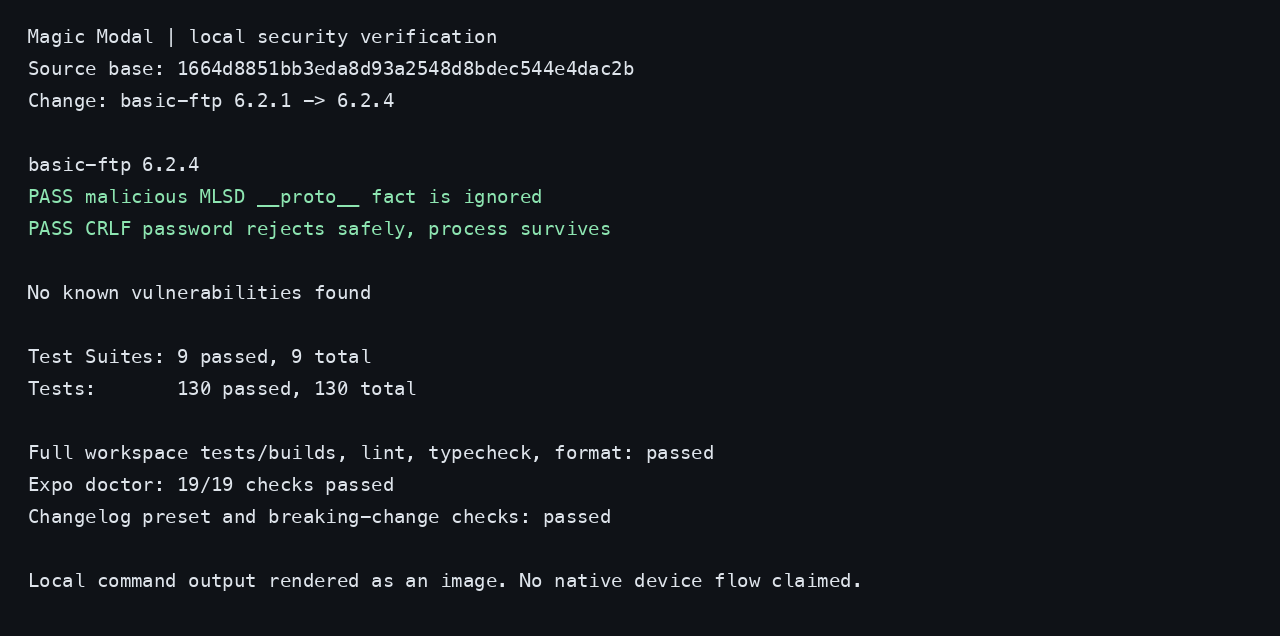 Magic Modal | local security verification
Source base: 1664d8851bb3eda8d93a2548d8bdec544e4dac2b
Change: basic-ftp 6.2.1 -> 6.2.4
basic-ftp 6.2.4
PASS malicious MLSD __proto__ fact is ignored
PASS CRLF password rejects safely, process survives
No known vulnerabilities found
Test Suites: 9 passed, 9 total
Tests:       130 passed, 130 total
Full workspace tests/builds, lint, typecheck, format: passed
Expo doctor: 19/19 checks passed
Changelog preset and breaking-change checks: passed
Local command output rendered as an image. No native device flow claimed.